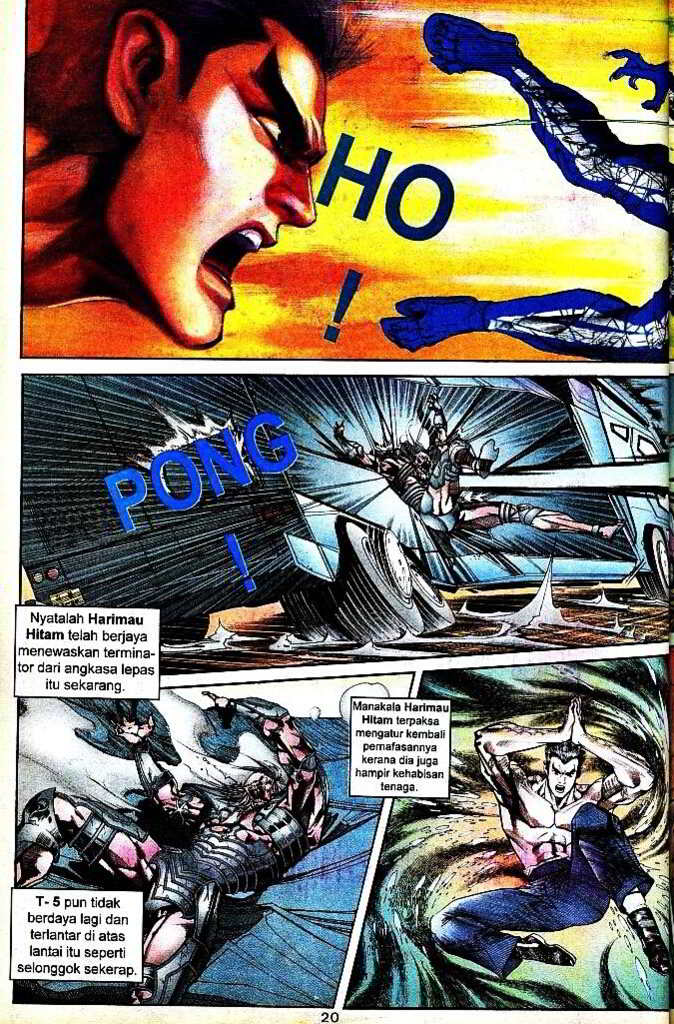 HO
!
PONG
!
Nyatalah Harimau
Hitam telah berjaya
menewaskan termina-
tor dari angkasa lepas
itu sekarang.
Manakala Harimau
Hitam terpaksa
mengatur kembali
pernafasannya
kerana dia juga
hampir kehabisan
tenaga.
T- 5 pun tidak
berdaya lagi dan
terlantar di atas
lantai itu seperti
selonggok sekerap.
20